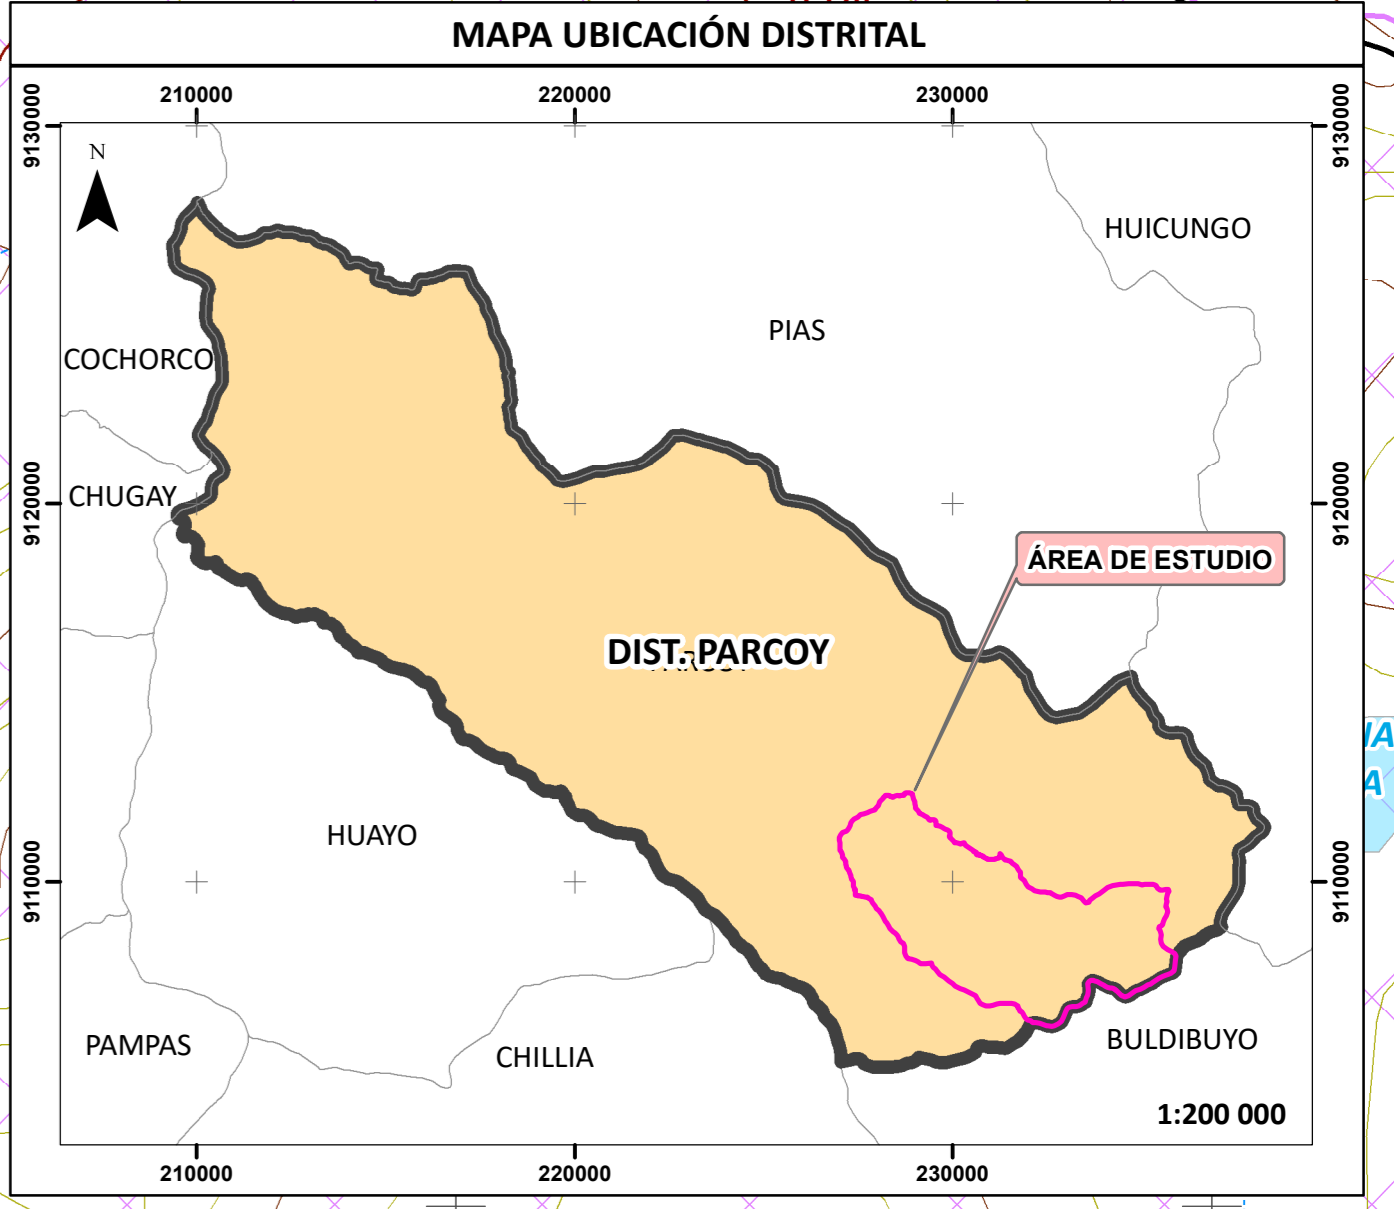 MAPA UBICACIÓN DISTRITAL
210000
220000
230000
9130000
9130000
N
HUICUNGO
PIAS
COCHORCO
CHUGAY
9120000
9120000
ÁREA DE ESTUDIO
DIST. PARCOY
HUAYO
9110000
9110000
PAMPAS
CHILLIA
BULDIBUYO
1:200 000
210000
220000
230000